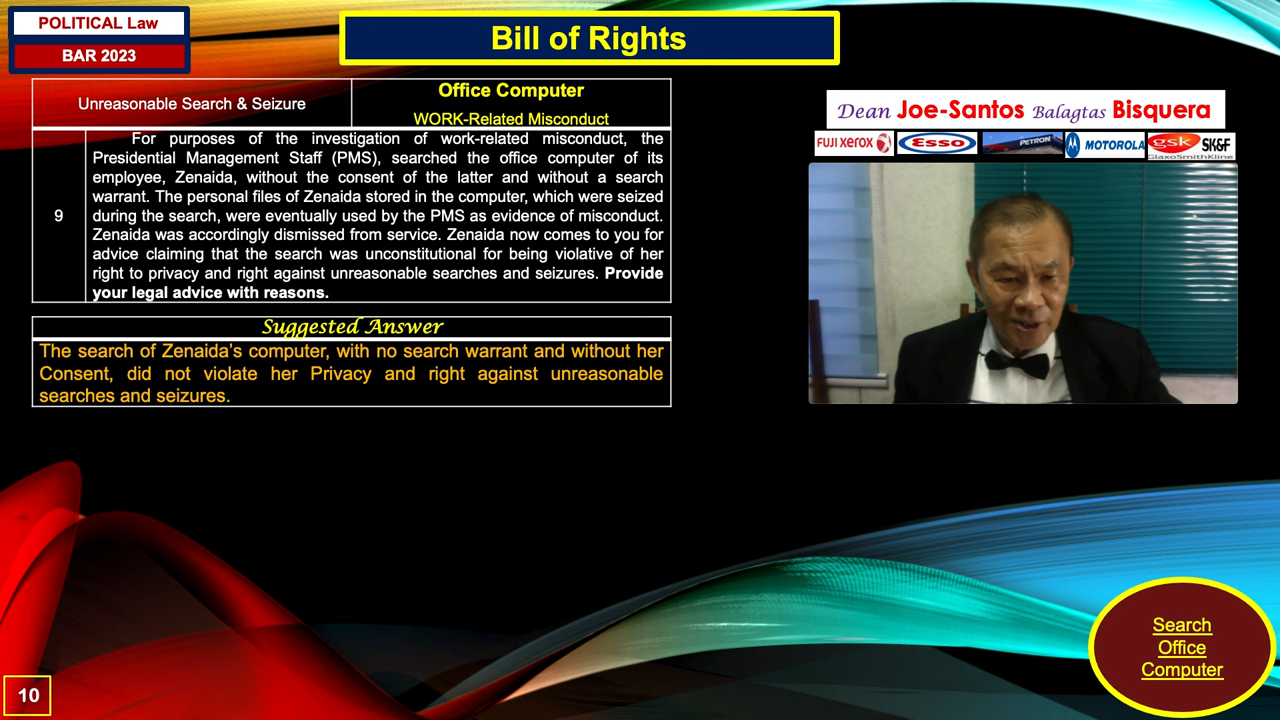 POLITICAL Law
BAR 2023
Bill of Rights
Unreasonable Search & Seizure
Office Computer
WORK-Related Misconduct
9
For purposes of the investigation of work-related misconduct, the
Presidential Management Staff (PMS), searched the office computer of its
employee, Zenaida, without the consent of the latter and without a search
warrant. The personal files of Zenaida stored in the computer, which were seized
during the search, were eventually used by the PMS as evidence of misconduct.
Zenaida was accordingly dismissed from service. Zenaida now comes to you for
advice claiming that the search was unconstitutional for being violative of her
right to privacy and right against unreasonable searches and seizures. Provide
your legal advice with reasons.
Suggested Answer
The search of Zenaida's computer, with no search warrant and without her
Consent, did not violate her Privacy and right against unreasonable
searches and seizures.
Dean Joe-Santos Balagtas Bisquera
FUJI XEROX
Esso
PETRON
MOTOROLA
gsk SK&F
GlaxoSmithKline
Search
Office
Computer
10